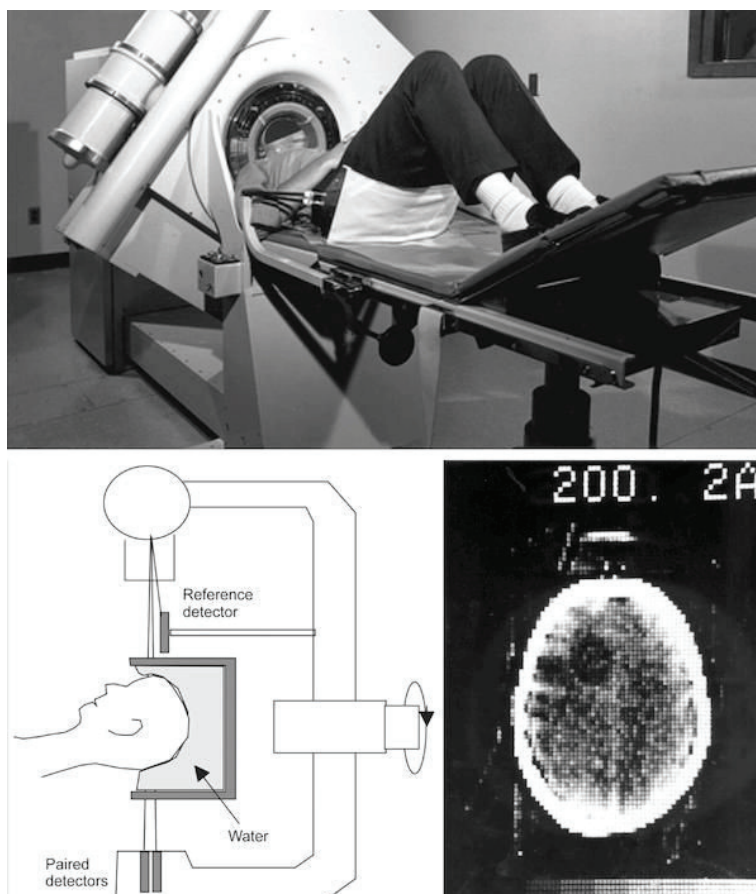 200. 2A
Reference
detector
Water
Paired
detectors